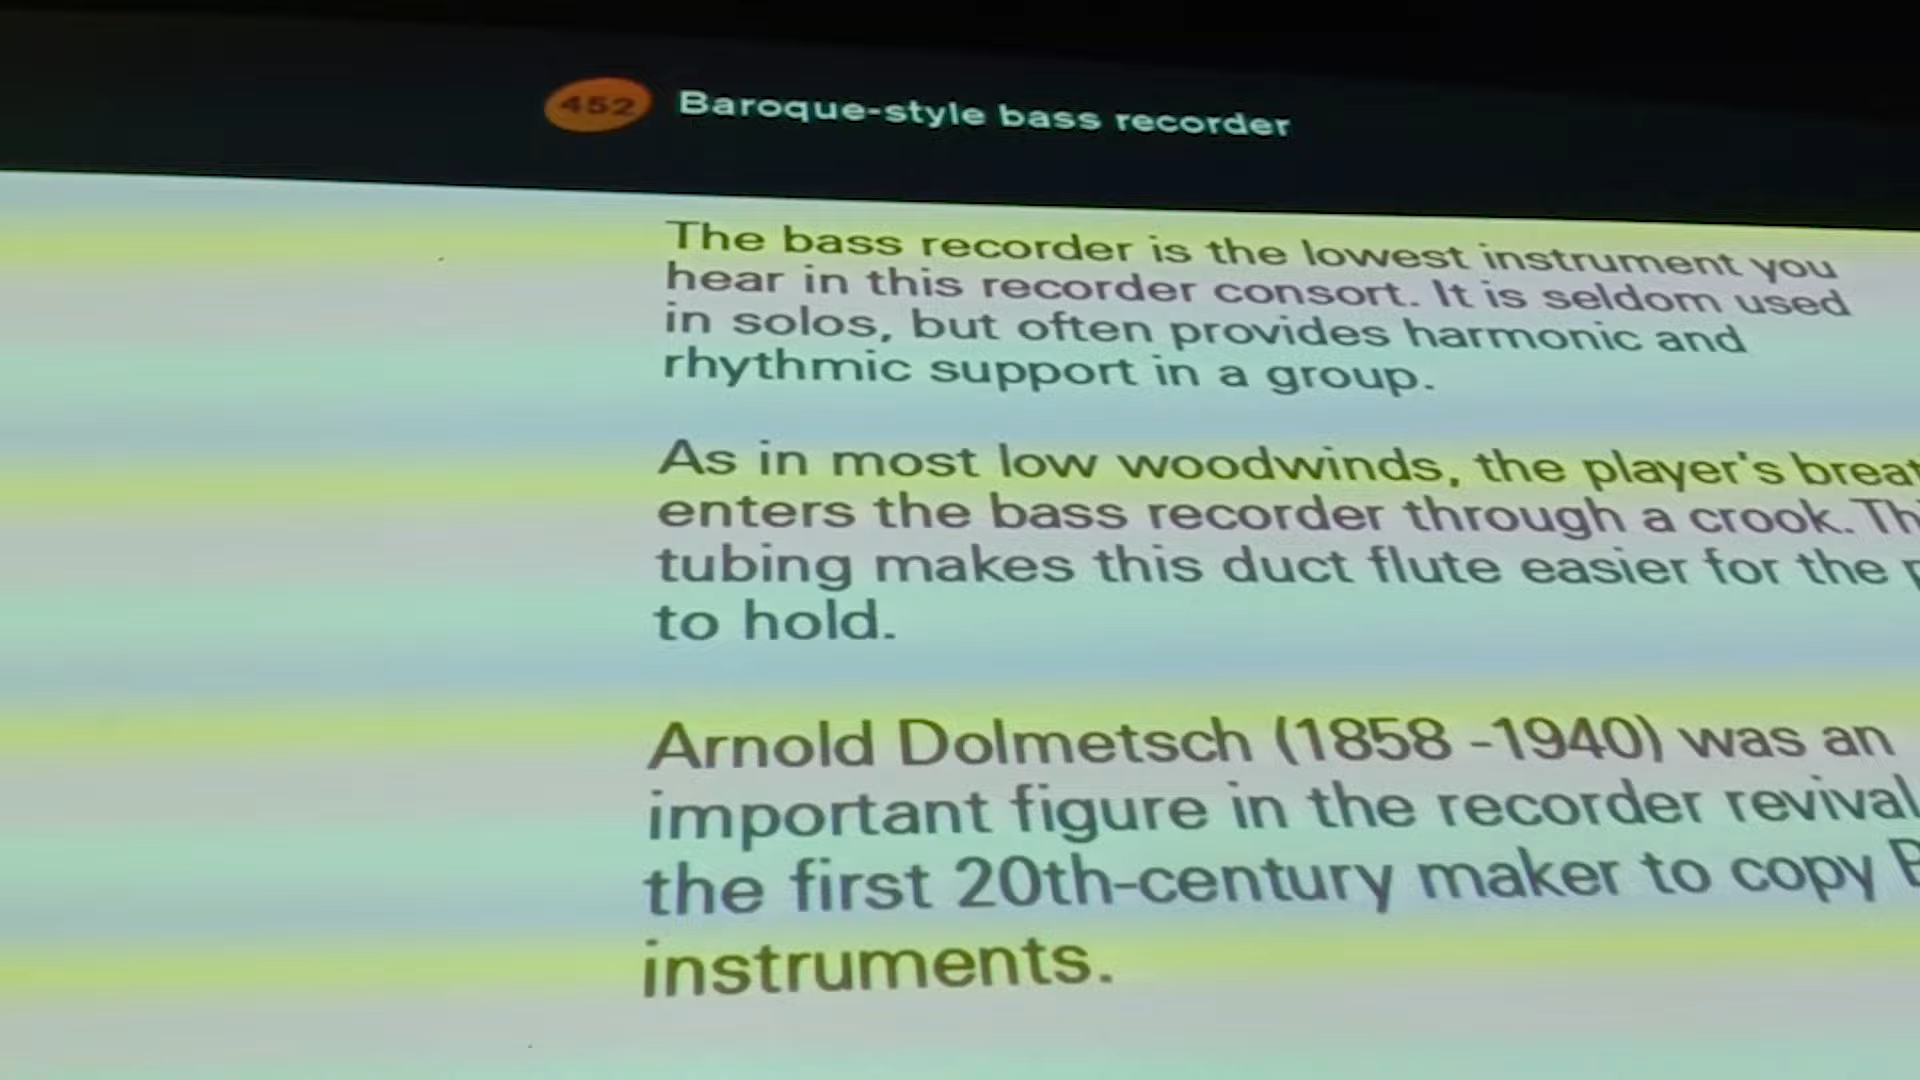 452 Baroque-style bass recorder
The bass recorder is the lowest instrument you
hear in this recorder consort. It is seldom used
in solos, but often provides harmonic and
rhythmic support in a group.
As in most low woodwinds, the player's
enters the bass recorder through a crook.
tubing makes this duct flute easier for the
to hold.
Arnold Dolmetsch (1858 -1940) was an
important figure in the recorder revival
the first 20th-century maker to copy
instruments.